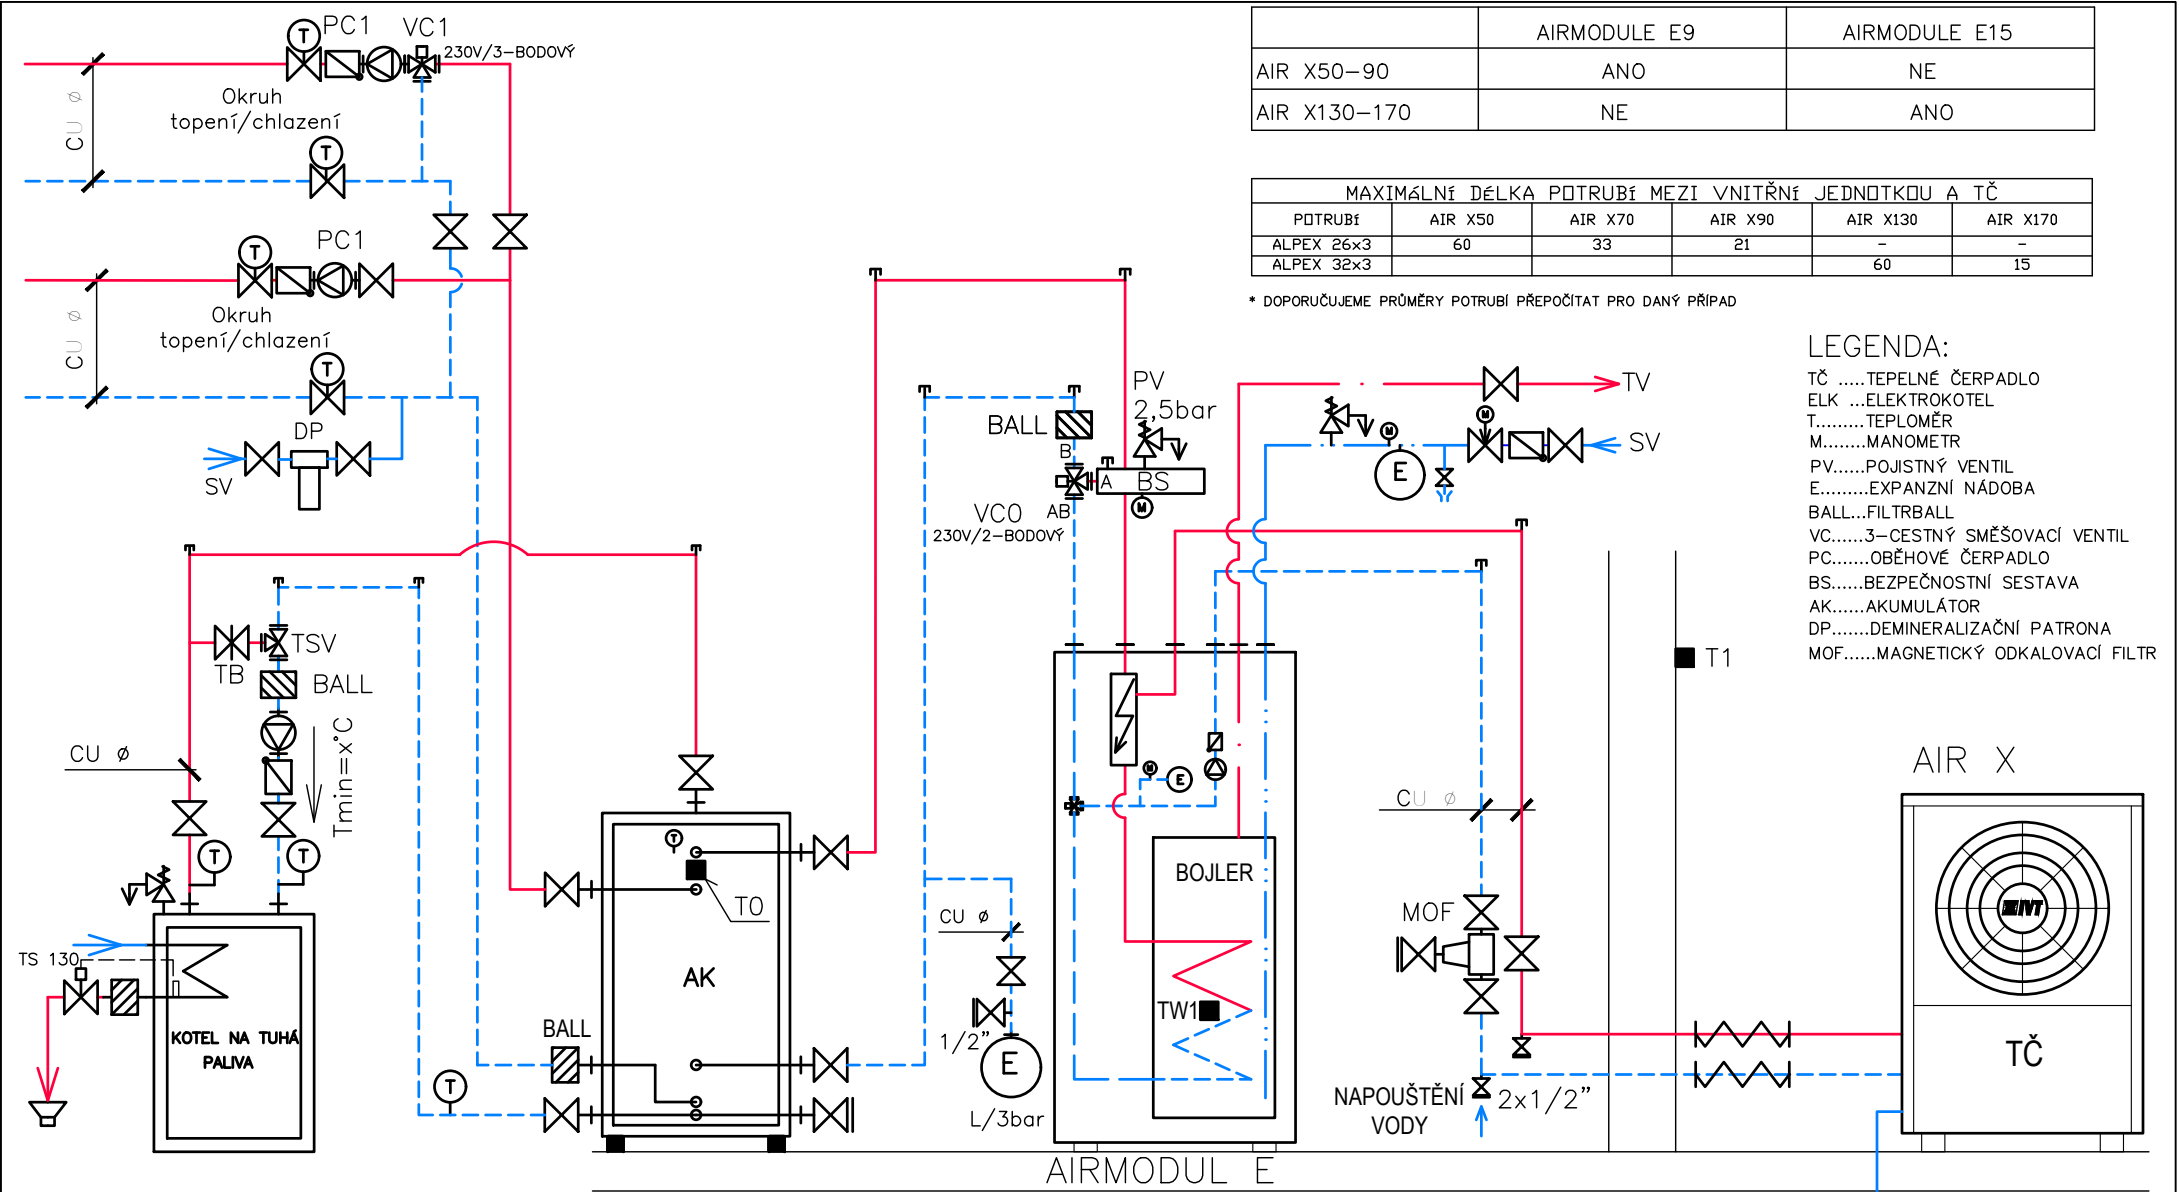 AIRMODULE E9 AIRMODULE E15
AIR X50-90 ANO NE
AIR X130-170 NE ANO
MAXIMáLNí DéLKA POTRUBí MEZI VNITŘNí JEDNOTKOU A TČ
POTRUBí AIR X50 AIR X70 AIR X90 AIR X130 AIR X170
ALPEX 26x3 60 33 21 - -
ALPEX 32x3 60 15
* DOPORUČUJEME PRŮMĚRY POTRUBÍ PŘEPOČÍTAT PRO DANÝ PŘÍPAD
LEGENDA:
TČ .....TEPELNÉ ČERPADLO
ELK ...ELEKTROKOTEL
T.........TEPLOMĚR
M........MANOMETR
PV......POJISTNÝ VENTIL
E.........EXPANZNÍ NÁDOBA
BALL...FILTRBALL
VC......3-CESTNÝ SMĚŠOVACÍ VENTIL
PC.......OBĚHOVÉ ČERPADLO
BS......BEZPEČNOSTNÍ SESTAVA
AK......AKUMULÁTOR
DP.......DEMINERALIZAČNÍ PATRONA
MOF......MAGNETICKÝ ODKALOVACÍ FILTR
T
PC1
VC1
230V/3-BODOVÝ
Okruh
topení/chlazení
CU ϕ
T
T
PC1
Okruh
topení/chlazení
CU ϕ
T
DP
SV
BALL
B
A
AB
VC0
230V/2-BODOVÝ
PV
2,5bar
BS
M
TV
SV
M
M
E
TSV
TB
BALL
CU ϕ
Tmin=x°C
T
T
TS 130
KOTEL NA TUHÁ
PALIVA
T
T0
AK
BALL
T
CU ϕ
1/2"
E
L/3bar
M
E
BOJLER
TW1
AIRMODUL E
CU ϕ
MOF
NAPOUŠTĚNÍ
VODY
2x1/2"
T1
AIR X
IVT
TČ